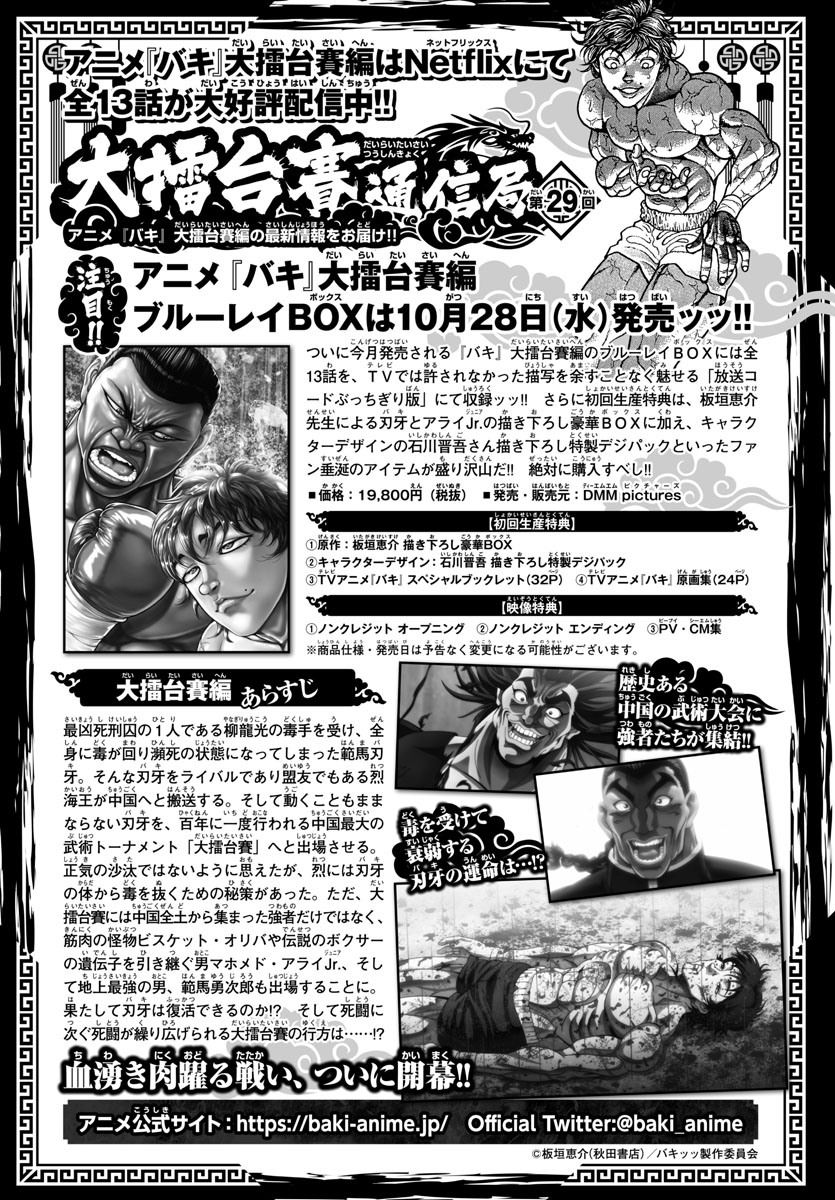 アニメ『バキ』大擂台賽編はNetflixにて
全13話が大好評配信中!!
大擂台賽通信局 第29回
アニメ『バキ』大擂台賽編の最新情報をお届け!!
注目!!
アニメ『バキ』大擂台賽編
ブルーレイBOXは10月28日(水)発売ッッ!!
ついに今月発売される『バキ』大擂台賽編のブルーレイBOXには全
13話を、TVでは許されなかった描写を余すことなく魅せる「放送コ
ードぶっちぎり版」にて収録ッッ!! さらに初回生産特典は、板垣恵介
先生による刃牙とアライJr.の描き下ろし豪華BOXに加え、キャラク
ターデザインの石川晋吾さん描き下ろし特製デジパックといったファ
ン垂涎のアイテムが盛り沢山だ!! 絶対に購入すべし!!
■価格:19,800円(税抜) ■発売・販売元:DMM pictures
【初回生産特典】
①原作:板垣恵介 描き下ろし豪華BOX
②キャラクターデザイン:石川晋吾 描き下ろし特製デジパック
③TVアニメ『バキ』スペシャルブックレット(32P) ④TVアニメ『バキ』原画集(24P)
【映像特典】
①ノンクレジット オープニング ②ノンクレジット エンディング ③PV・CM集
※商品仕様・発売日は予告なく変更になる可能性がございます。
大擂台賽編 あらすじ
最凶死刑囚の1人である柳龍光の毒手を受け、全
身に毒が回り瀕死の状態になってしまった範馬刃
牙。そんな刃牙をライバルであり盟友でもある烈
海王が中国へと搬送する。そして動くこともまま
ならない刃牙を、百年に一度行われる中国最大の
武術トーナメント「大擂台賽」へと出場させる。
正気の沙汰ではないように思えたが、烈には刃牙
の体から毒を抜くための秘策があった。ただ、大
擂台賽には中国全土から集まった強者だけではなく、
筋肉の怪物ビスケット・オリバや伝説のボクサー
の遺伝子を引き継ぐ男マホメド・アライJr.、そし
て地上最強の男、範馬勇次郎も出場することに。
果たして刃牙は復活できるのか!? そして死闘に
次ぐ死闘が繰り広げられる大擂台賽の行方は……!?
歴史ある、
中国の武術大会に
強者たちが集結!!
毒を受けて
衰弱する
刃牙の運命は…!?
血湧き肉躍る戦い、ついに開幕!!
アニメ公式サイト:https://baki-anime.jp/ Official Twitter:@baki_anime
©板垣恵介(秋田書店)/バキッッ製作委員会